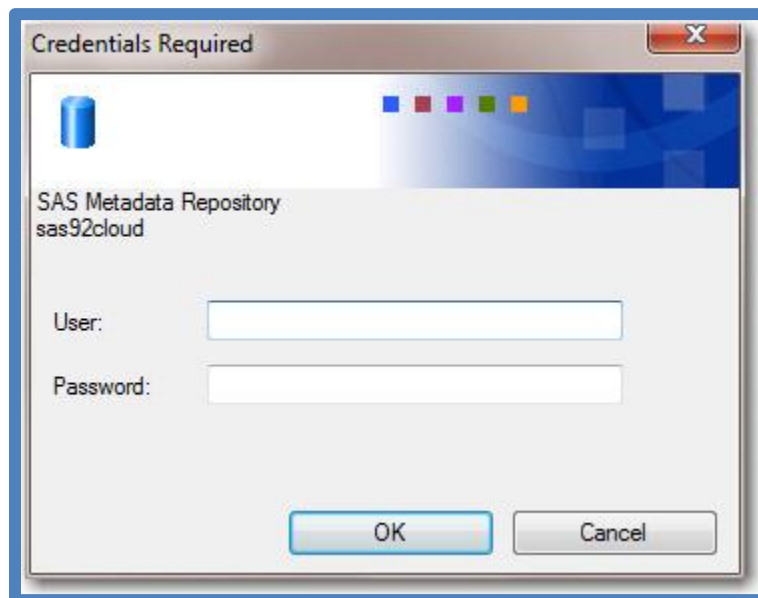 Credentials Required
SAS Metadata Repository
sas92cloud
User:
Password:
OK
Cancel